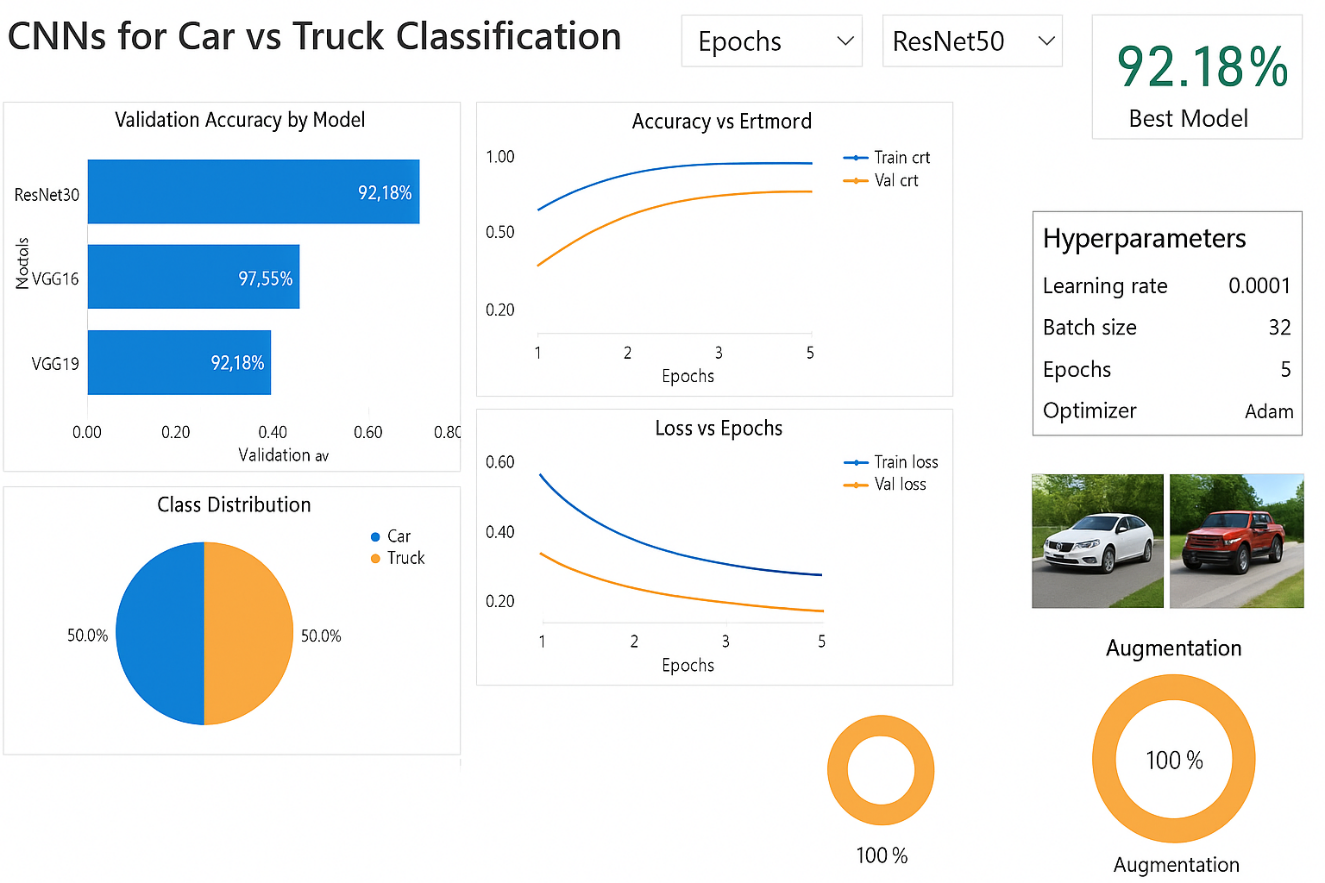 CNNs for Car vs Truck Classification
Epochs
ResNet50
92.18%
Best Model
Validation Accuracy by Model
Mottals
ResNet30
92,18%
VGG16
97,55%
VGG19
92,18%
0.00 0.20 0.40 0.60 0.80
Validation av
Class Distribution
Car
Truck
50.0%
50.0%
Accuracy vs Ertmord
1.00
0.50
0.20
1 2 3 5
Epochs
Train crt
Val crt
Loss vs Epochs
0.60
0.40
0.20
1 2 3 5
Epochs
Train loss
Val loss
100 %
Hyperparameters
Learning rate 0.0001
Batch size 32
Epochs 5
Optimizer Adam
Augmentation
100 %
Augmentation